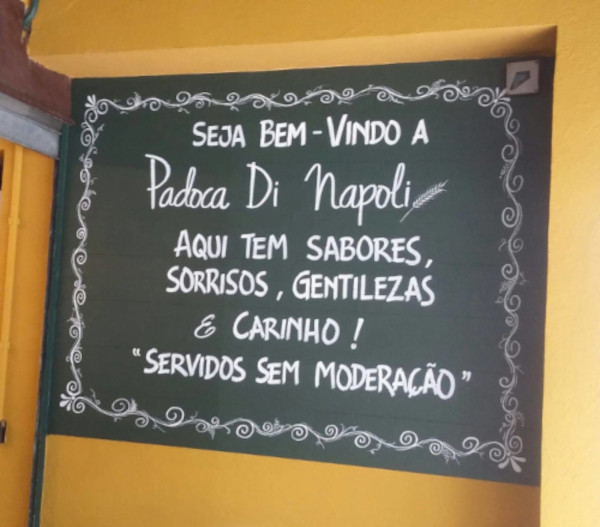 SEJA BEM-VINDO A
Padoca Di Napoli
AQUI TEM SABORES,
SORRISOS, GENTILEZAS
& CARINHO!
"SERVIDOS SEM MODERAÇÃO"